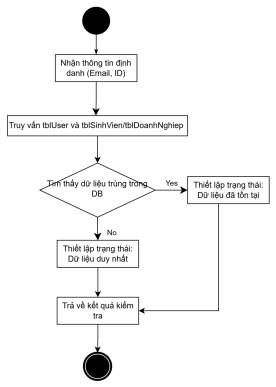 Nhận thông tin định
danh (Email, ID)
Truy vấn tblUser và tblSinhVien/tblDoanhNghiep
Tìm thấy dữ liệu trùng trong
DB
Yes
Thiết lập trạng thái:
Dữ liệu đã tồn tại
No
Thiết lập trạng thái:
Dữ liệu duy nhất
Trả về kết quả kiểm
tra